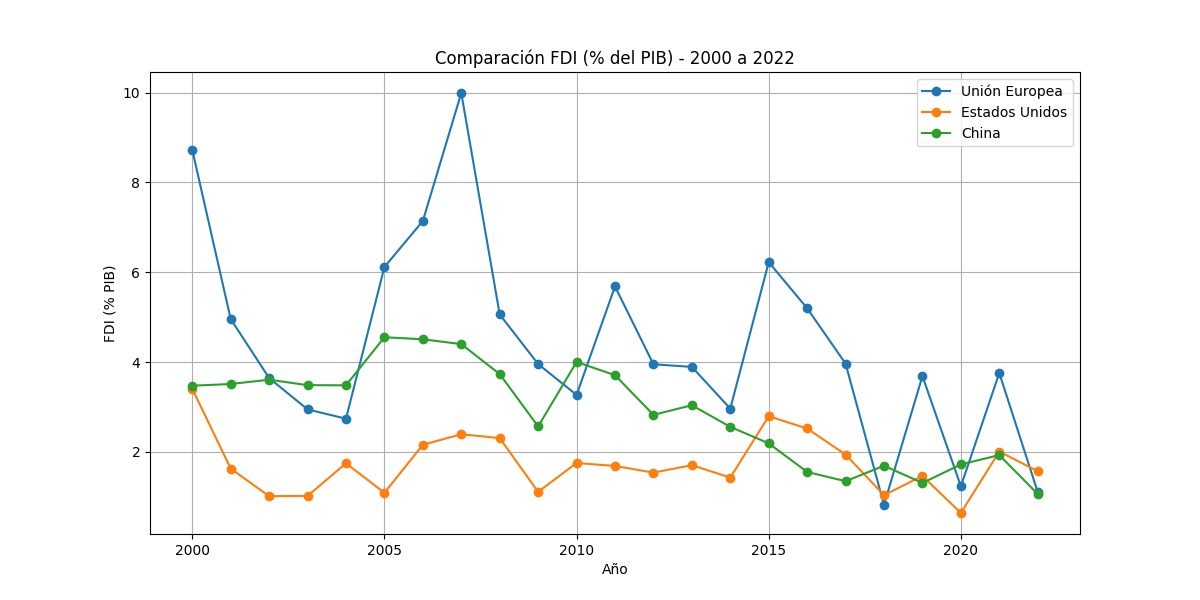 Comparación FDI (% del PIB) - 2000 a 2022
Unión Europea
Estados Unidos
China
FDI (% PIB)
10
8
6
4
2
2000
2005
2010
2015
2020
Año